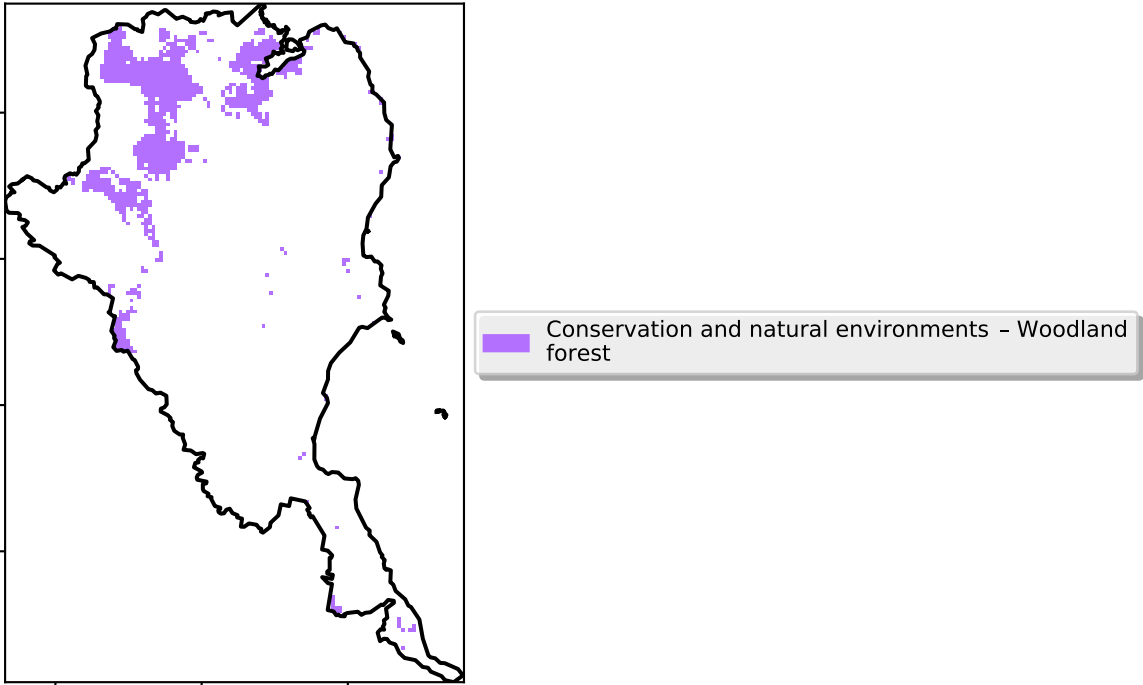 Conservation and natural environments – Woodland
forest